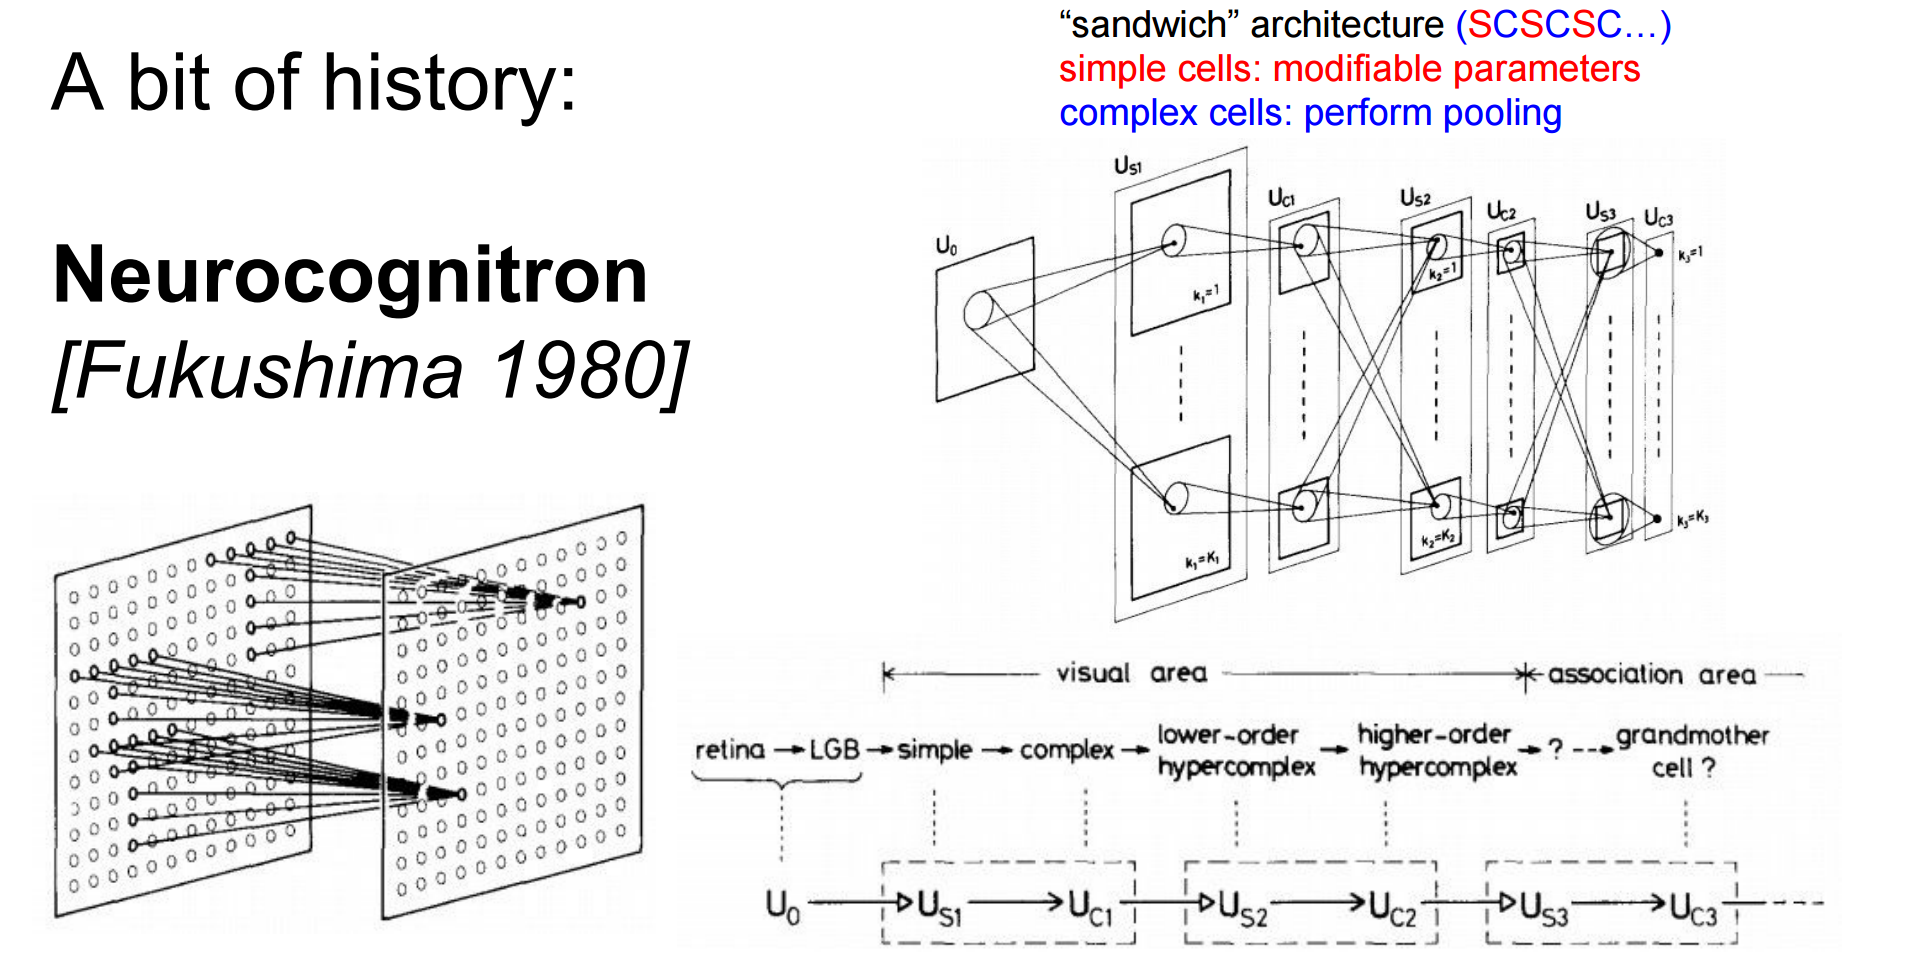 A bit of history:
Neurocognitron
[Fukushima 1980]
“sandwich” architecture (SCSCSC…)
simple cells: modifiable parameters
complex cells: perform pooling
U0
US1
UC1
US2
UC2
US3
UC3
k1=1
k2=1
k3=1
k1=K1
k2=K2
k3=K3
visual area
association area
retina → LGB → simple → complex → lower-order hypercomplex → higher-order hypercomplex → ? --→ grandmother cell ?
U0 → US1 → UC1 → US2 → UC2 → US3 → UC3